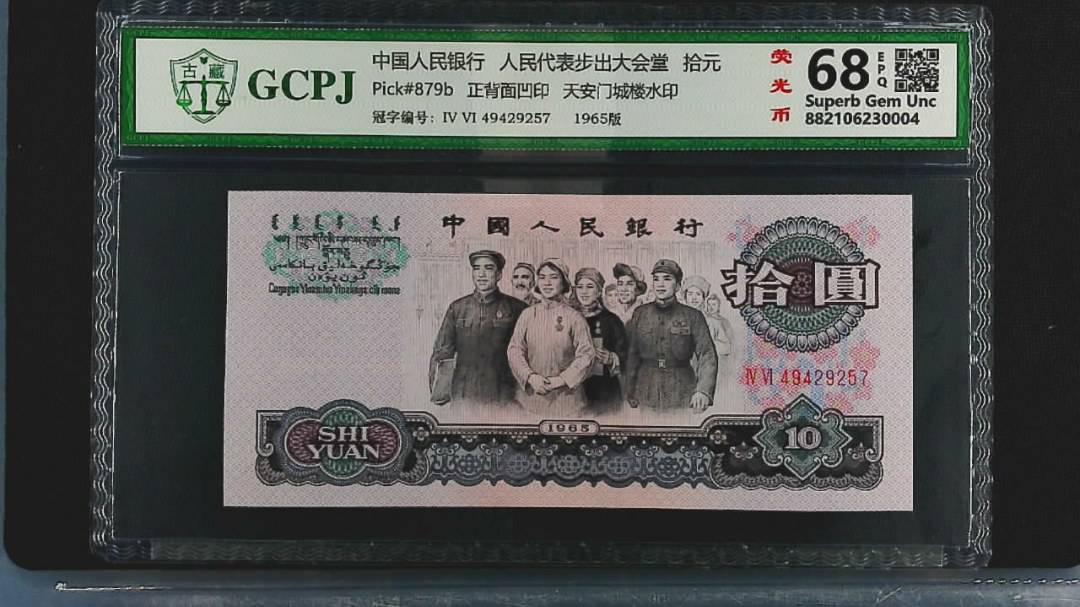 古藏
GCPJ
中国人民银行 人民代表步出大会堂 拾元
Pick#879b 正背面凹印 天安门城楼水印
冠字编号: IV VI 49429257 1965版
荧光币
68
EPQ
Superb Gem Unc
882106230004
中國人民銀行
拾圓
IV VI 49429257
1965
SHI
YUAN
10